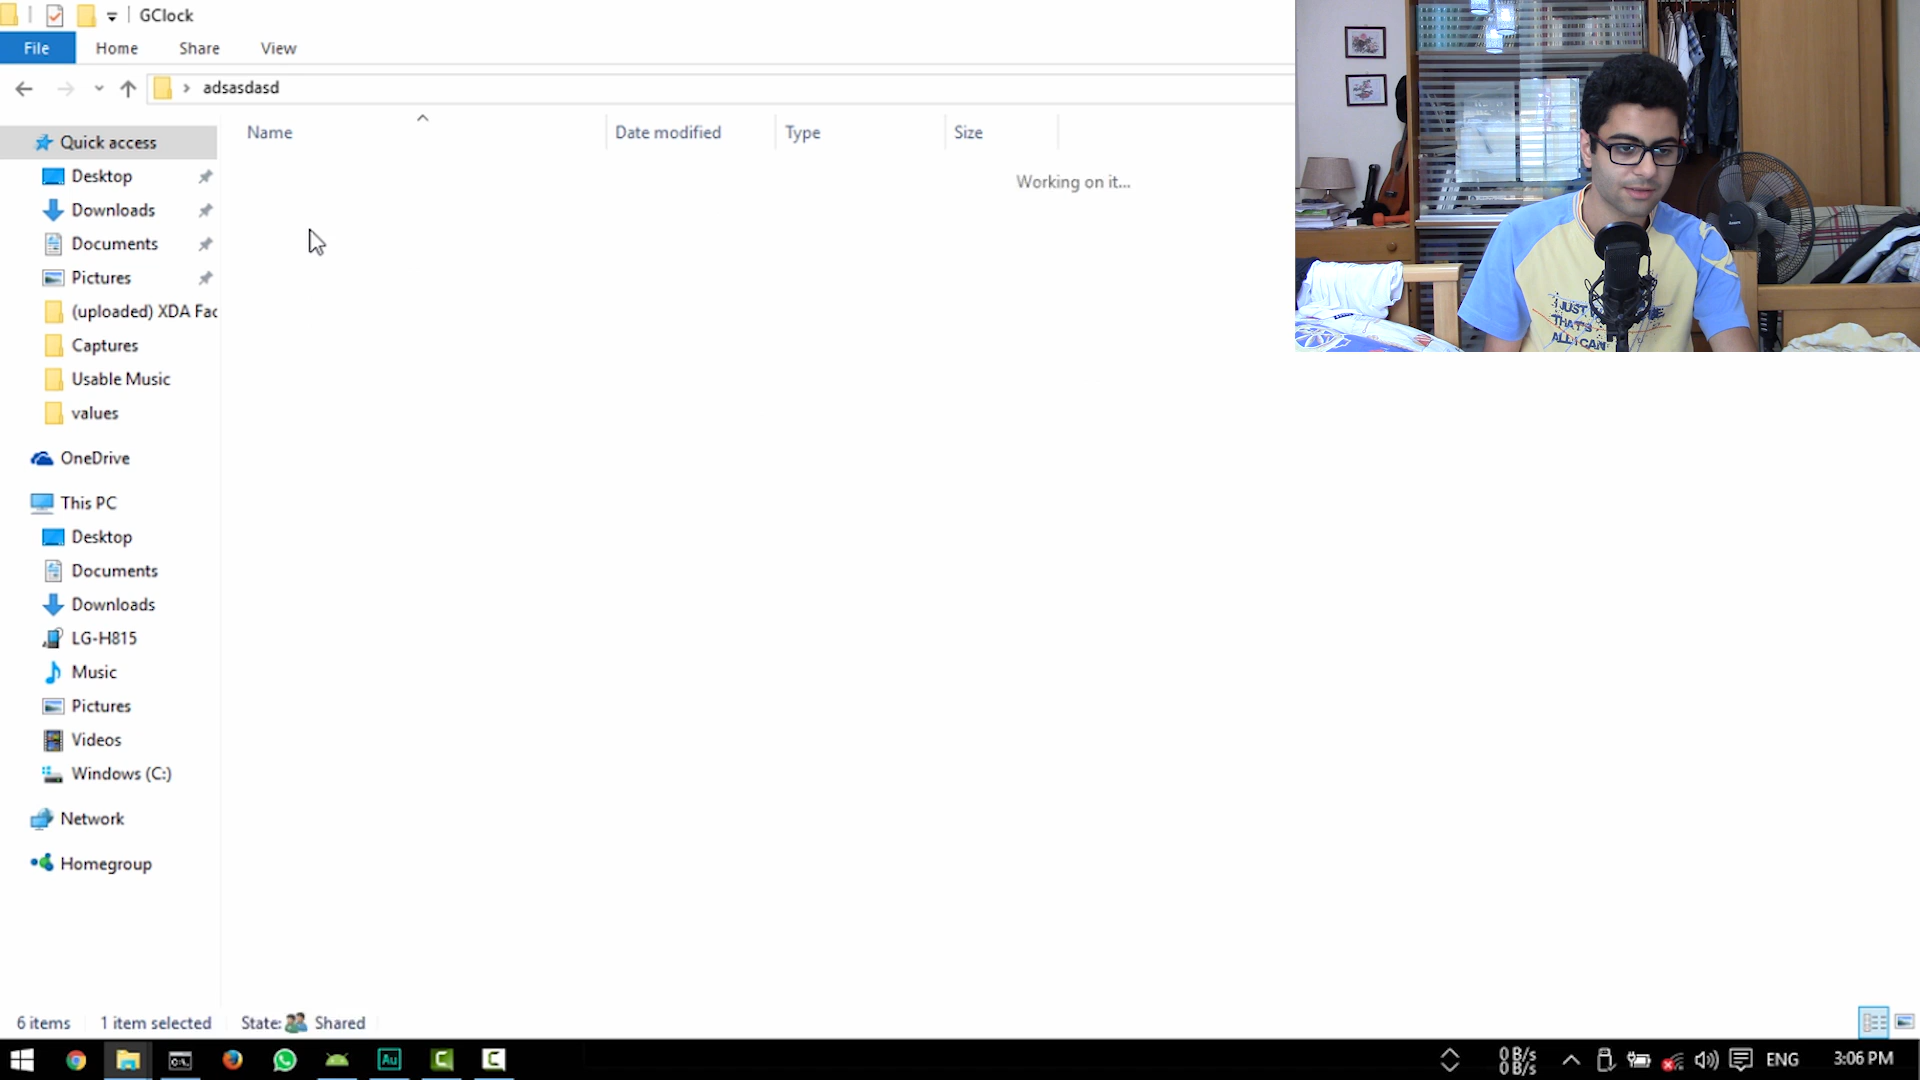 GClock
File Home Share View
adsasdasd
Name Date modified Type Size
Working on it...
Quick access
Desktop
Downloads
Documents
Pictures
(uploaded) XDA Fac
Captures
Usable Music
values
OneDrive
This PC
Desktop
Documents
Downloads
LG-H815
Music
Pictures
Videos
Windows (C:)
Network
Homegroup
I JUST
THAT'S
ALL I CAN
6 items 1 item selected State: Shared
Au
0 B/s
0 B/s
ENG 3:06 PM